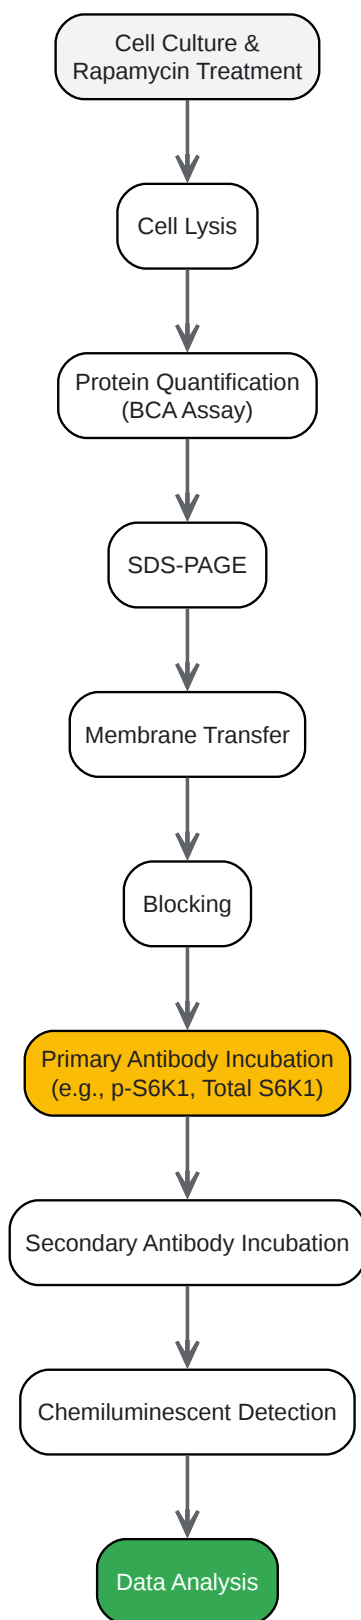 Cell Culture &
Rapamycin Treatment
Cell Lysis
Protein Quantification
(BCA Assay)
SDS-PAGE
Membrane Transfer
Blocking
Primary Antibody Incubation
(e.g., p-S6K1, Total S6K1)
Secondary Antibody Incubation
Chemiluminescent Detection
Data Analysis